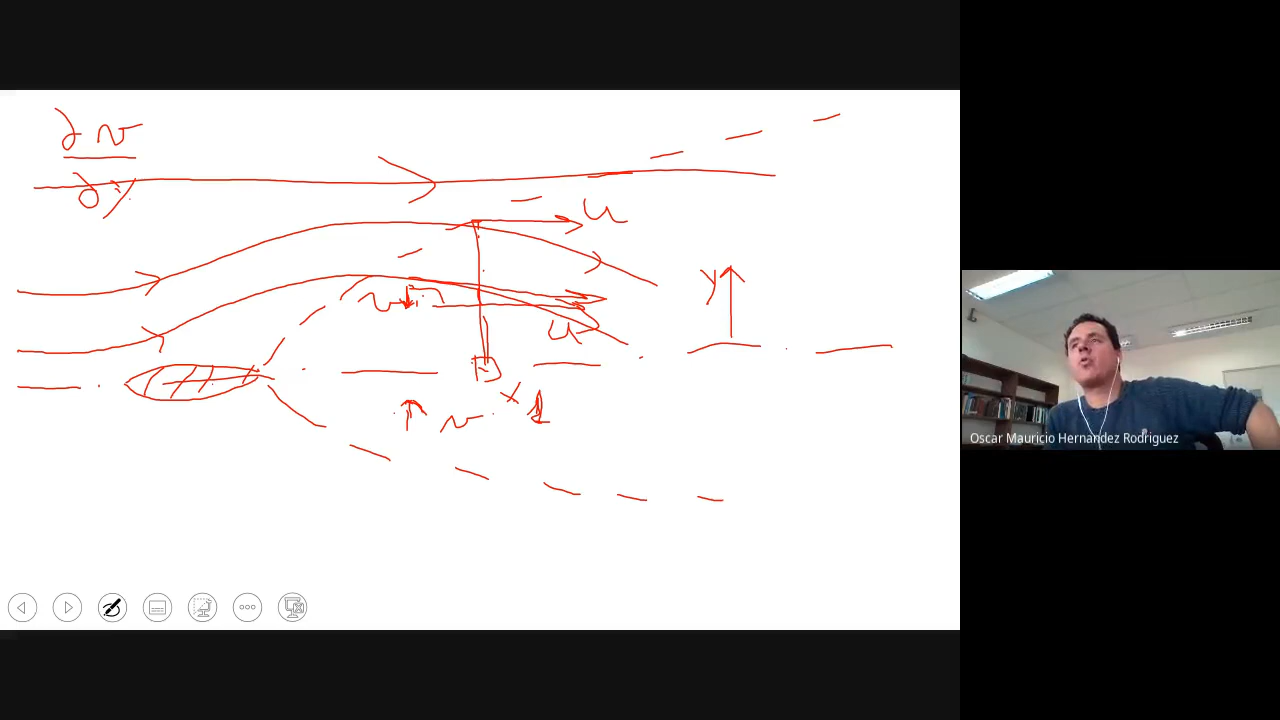 ∂v
∂y
u
v
y
u
x
v
Oscar Mauricio Hernandez Rodriguez